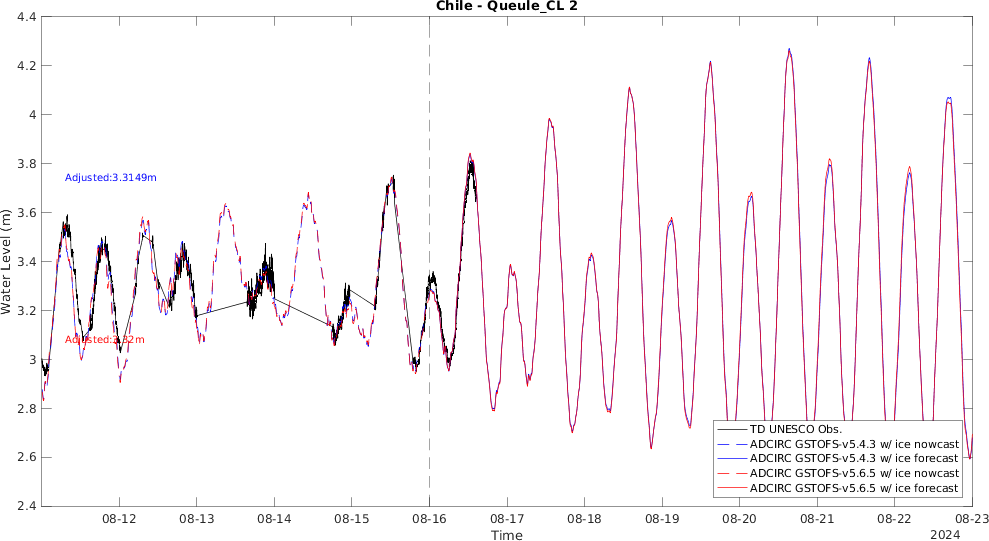 Chile - Queule_CL 2
4.4
4.2
4
3.8
3.6
3.4
3.2
3
2.8
2.6
2.4
Water Level (m)
Adjusted:3.3149m
Adjusted:3.32m
TD UNESCO Obs.
ADCIRC GSTOFS-v5.4.3 w/ ice nowcast
ADCIRC GSTOFS-v5.4.3 w/ ice forecast
ADCIRC GSTOFS-v5.6.5 w/ ice nowcast
ADCIRC GSTOFS-v5.6.5 w/ ice forecast
08-12 08-13 08-14 08-15 08-16 08-17 08-18 08-19 08-20 08-21 08-22 08-23
Time
2024